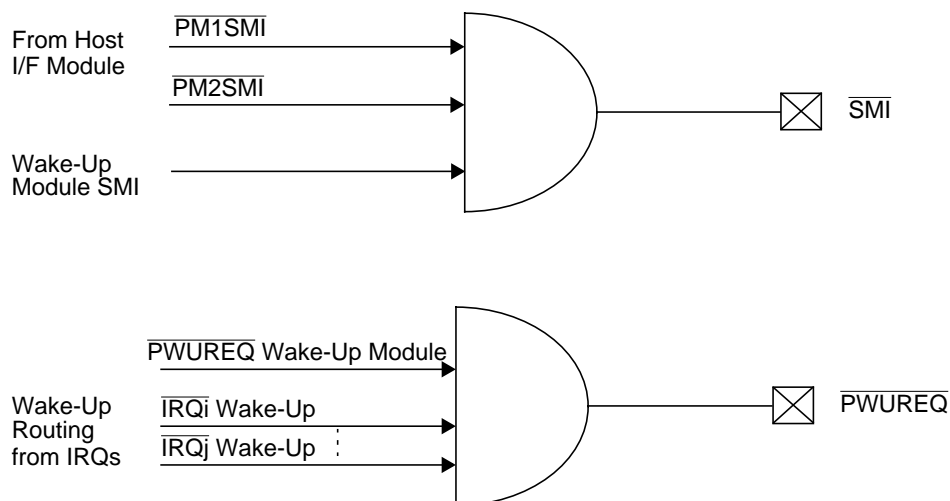 PM1SMI
From Host
I/F Module
PM2SMI
SMI
Wake-Up
Module SMI
PWUREQ Wake-Up Module
Wake-Up
Routing
from IRQs
IRQi Wake-Up
IRQj Wake-Up
PWUREQ